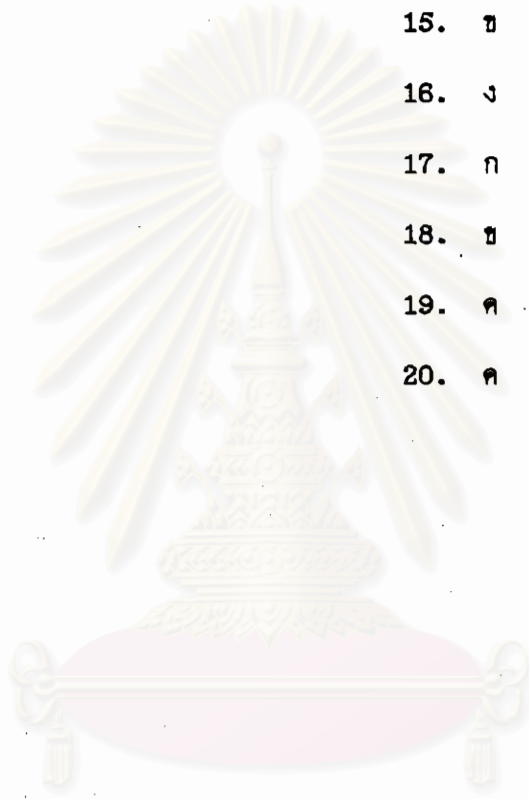 15. ข
16. ง
17. ก
18. ข
19. ค
20. ค